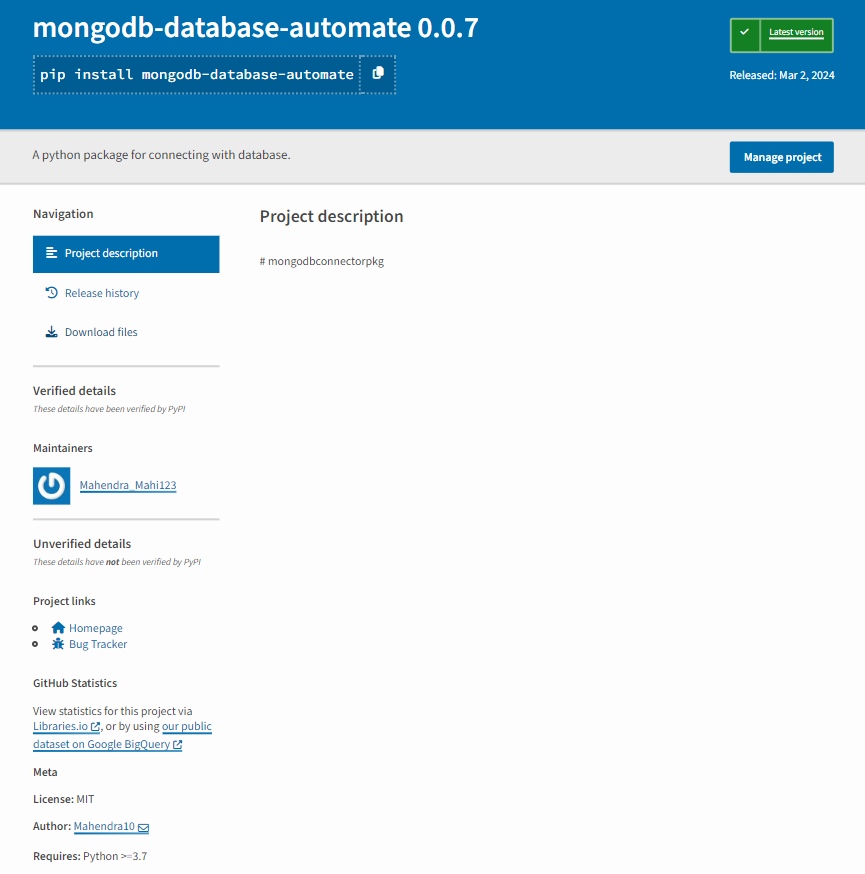 mongodb-database-automate 0.0.7
pip install mongodb-database-automate
Latest version
Released: Mar 2, 2024
A python package for connecting with database.
Manage project
Navigation
Project description
Release history
Download files
Verified details
These details have been verified by PyPI
Maintainers
Mahendra_Mahi123
Unverified details
These details have not been verified by PyPI
Project links
Homepage
Bug Tracker
GitHub Statistics
View statistics for this project via
Libraries.io, or by using our public
dataset on Google BigQuery
Meta
License: MIT
Author: Mahendra10
Requires: Python >=3.7
Project description
# mongodbconnectorpkg